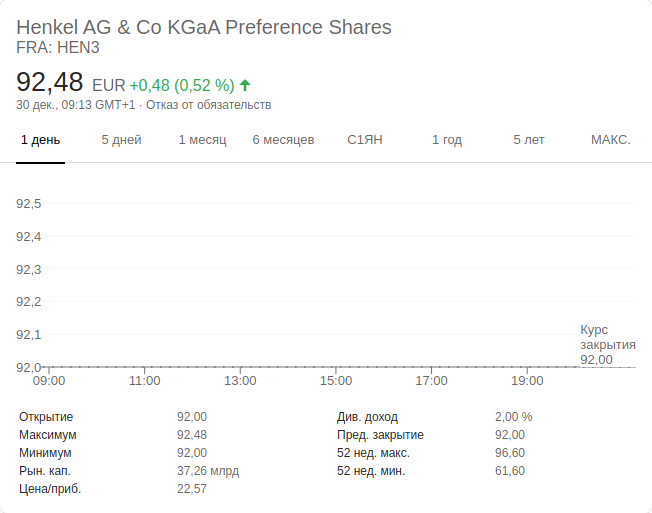 Henkel AG & Co KGaA Preference Shares
FRA: HEN3
92,48 EUR +0,48 (0,52 %)
30 дек., 09:13 GMT+1 · Отказ от обязательств
1 день 5 дней 1 месяц 6 месяцев С1ЯН 1 год 5 лет МАКС.
92,5
92,4
92,3
92,2
92,1
Курс
закрытия
92,00
92,0
09:00 11:00 13:00 15:00 17:00 19:00
Открытие 92,00 Див. доход 2,00 %
Максимум 92,48 Пред. закрытие 92,00
Минимум 92,00 52 нед. макс. 96,60
Рын. кап. 37,26 млрд 52 нед. мин. 61,60
Цена/приб. 22,57